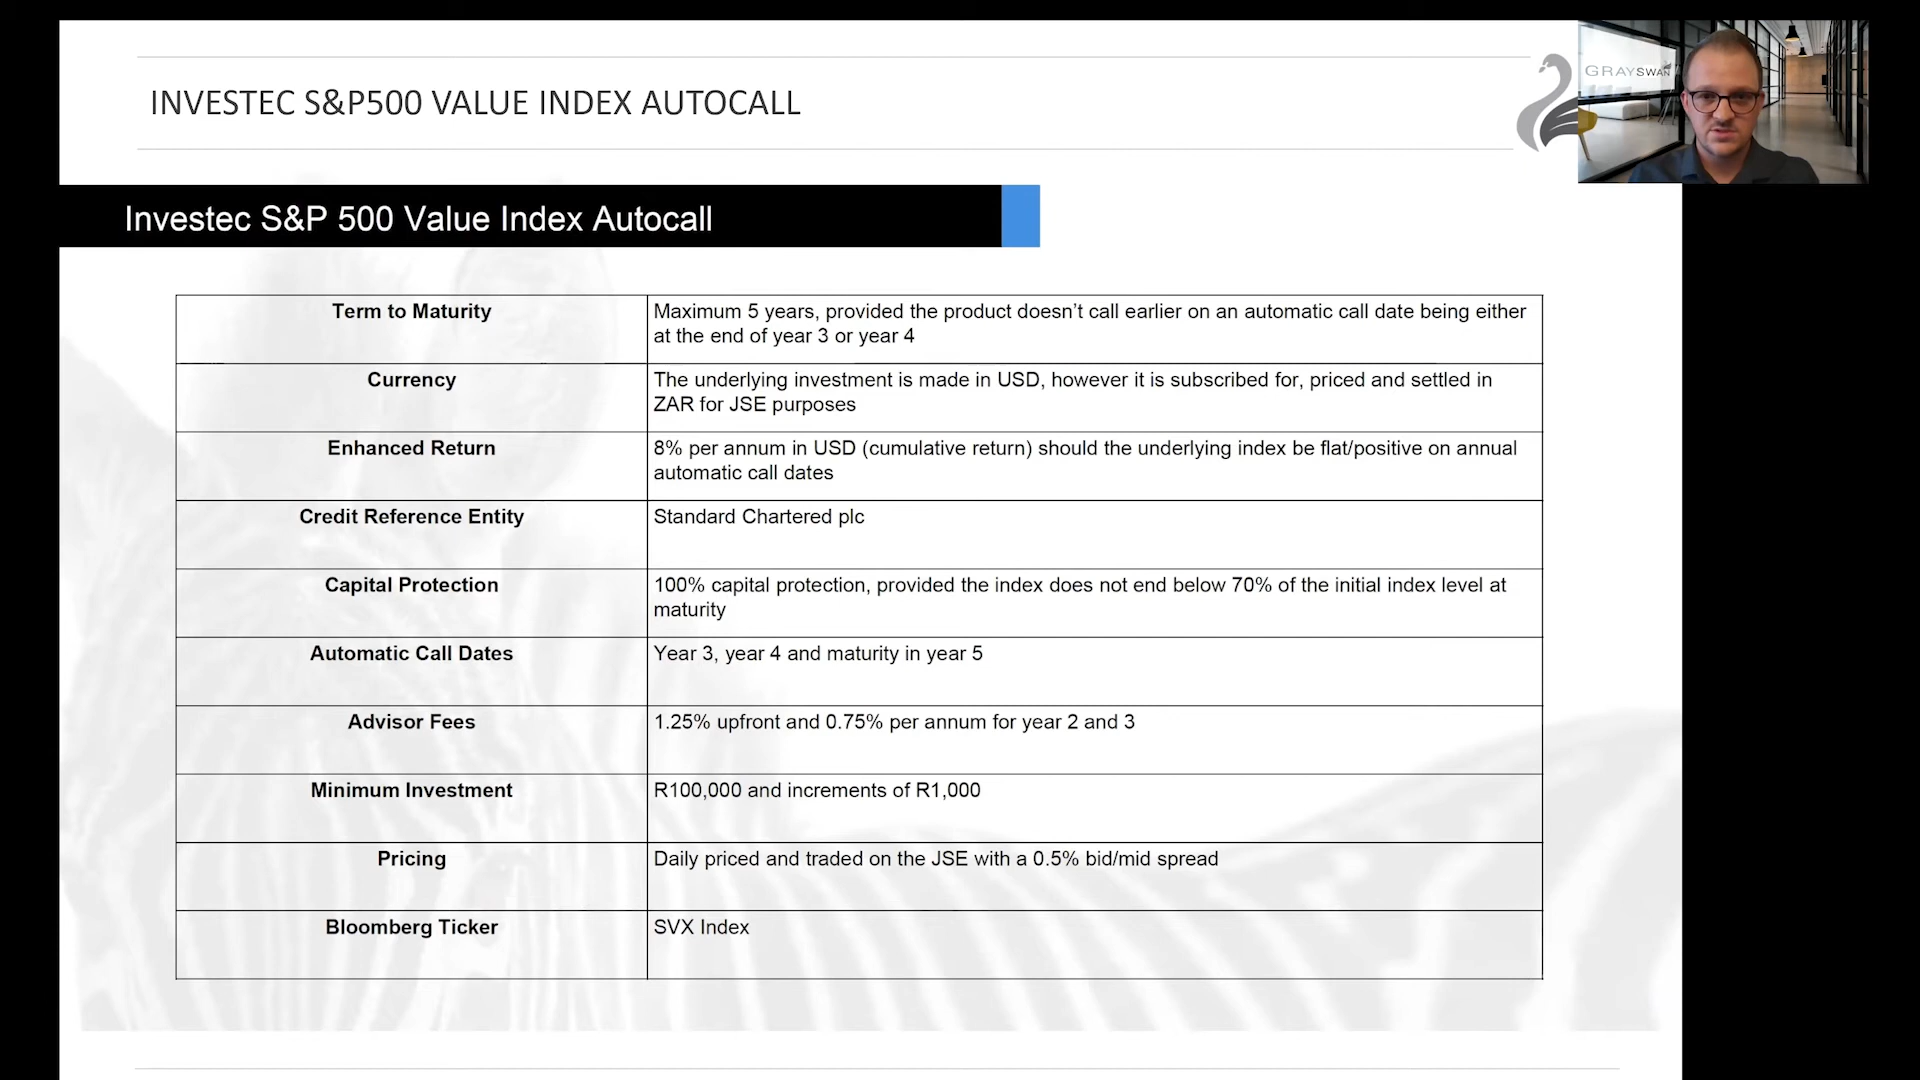 INVESTEC S&P500 VALUE INDEX AUTOCALL
GRAYSWAN
Investec S&P 500 Value Index Autocall
Term to Maturity
Maximum 5 years, provided the product doesn’t call earlier on an automatic call date being either
at the end of year 3 or year 4
Currency
The underlying investment is made in USD, however it is subscribed for, priced and settled in
ZAR for JSE purposes
Enhanced Return
8% per annum in USD (cumulative return) should the underlying index be flat/positive on annual
automatic call dates
Credit Reference Entity
Standard Chartered plc
Capital Protection
100% capital protection, provided the index does not end below 70% of the initial index level at
maturity
Automatic Call Dates
Year 3, year 4 and maturity in year 5
Advisor Fees
1.25% upfront and 0.75% per annum for year 2 and 3
Minimum Investment
R100,000 and increments of R1,000
Pricing
Daily priced and traded on the JSE with a 0.5% bid/mid spread
Bloomberg Ticker
SVX Index